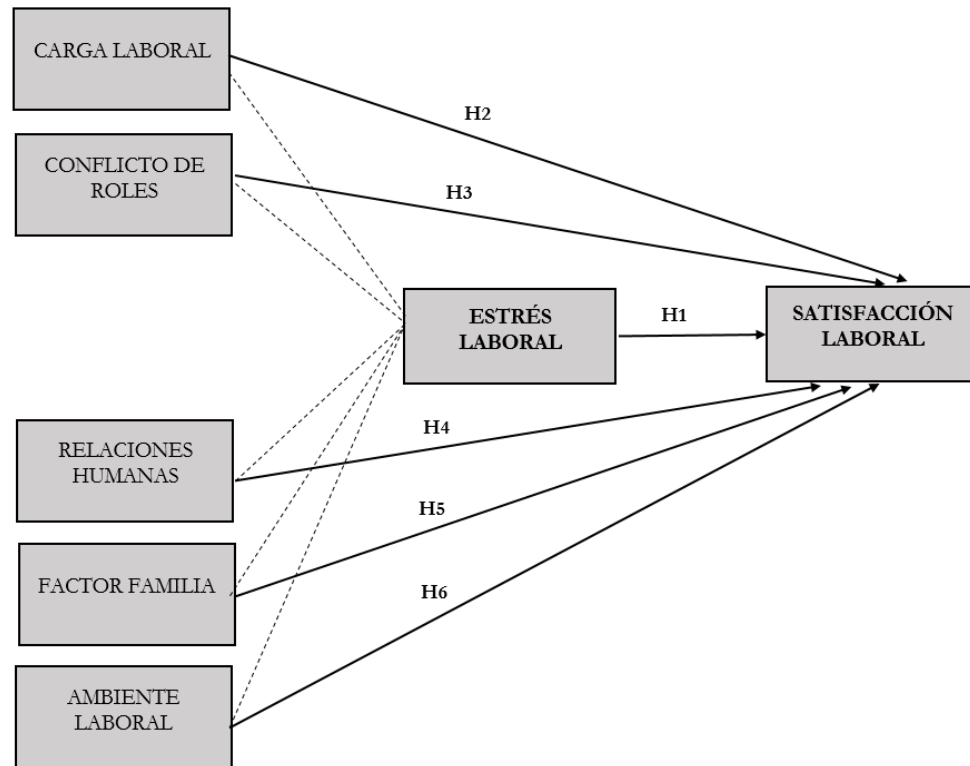 CARGA LABORAL
H2
CONFLICTO DE
ROLES
H3
ESTRÉS
LABORAL
H1
SATISFACCIÓN
LABORAL
RELACIONES
HUMANAS
H4
FACTOR FAMILIA
H5
AMBIENTE
LABORAL
H6